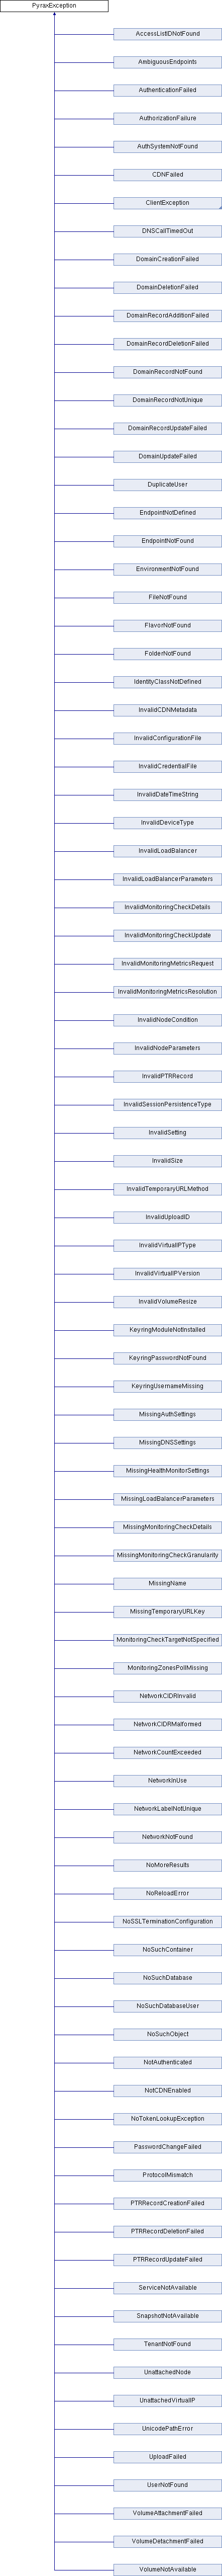 PyraxException
AccessListIDNotFound
AmbiguousEndpoints
AuthenticationFailed
AuthorizationFailure
AuthSystemNotFound
CDNFailed
ClientException
DNSCallTimedOut
DomainCreationFailed
DomainDeletionFailed
DomainRecordAdditionFailed
DomainRecordDeletionFailed
DomainRecordNotFound
DomainRecordNotUnique
DomainRecordUpdateFailed
DomainUpdateFailed
DuplicateUser
EndpointNotDefined
EndpointNotFound
EnvironmentNotFound
FileNotFound
FlavorNotFound
FolderNotFound
IdentityClassNotDefined
InvalidCDNMetadata
InvalidConfigurationFile
InvalidCredentialFile
InvalidDateTimeString
InvalidDeviceType
InvalidLoadBalancer
InvalidLoadBalancerParameters
InvalidMonitoringCheckDetails
InvalidMonitoringCheckUpdate
InvalidMonitoringMetricsRequest
InvalidMonitoringMetricsResolution
InvalidNodeCondition
InvalidNodeParameters
InvalidPTRRecord
InvalidSessionPersistenceType
InvalidSetting
InvalidSize
InvalidTemporaryURLMethod
InvalidUploadID
InvalidVirtualIPType
InvalidVirtualIPVersion
InvalidVolumeResize
KeyringModuleNotInstalled
KeyringPasswordNotFound
KeyringUsernameMissing
MissingAuthSettings
MissingDNSSettings
MissingHealthMonitorSettings
MissingLoadBalancerParameters
MissingMonitoringCheckDetails
MissingMonitoringCheckGranularity
MissingName
MissingTemporaryURLKey
MonitoringCheckTargetNotSpecified
MonitoringZonesPollMissing
NetworkCIDRInvalid
NetworkCIDRMalformed
NetworkCountExceeded
NetworkInUse
NetworkLabelNotUnique
NetworkNotFound
NoMoreResults
NoReloadError
NoSSLTerminationConfiguration
NoSuchContainer
NoSuchDatabase
NoSuchDatabaseUser
NoSuchObject
NotAuthenticated
NotCDNEnabled
NoTokenLookupException
PasswordChangeFailed
ProtocolMismatch
PTRRecordCreationFailed
PTRRecordDeletionFailed
PTRRecordUpdateFailed
ServiceNotAvailable
SnapshotNotAvailable
TenantNotFound
UnattachedNode
UnattachedVirtualIP
UnicodePathError
UploadFailed
UserNotFound
VolumeAttachmentFailed
VolumeDetachmentFailed
VolumeNotAvailable